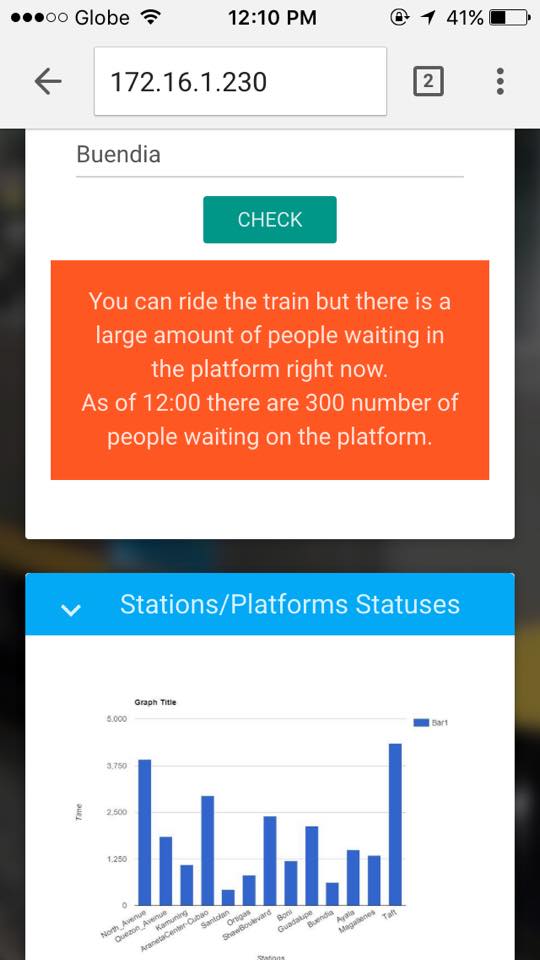 Globe 12:10 PM 41%
172.16.1.230
2
Buendia
CHECK
You can ride the train but there is a
large amount of people waiting in
the platform right now.
As of 12:00 there are 300 number of
people waiting on the platform.
Stations/Platforms Statuses
Graph Title
5,000
3,750
2,500
1,250
0
Time
Bar1
North_Avenue
Quezon_Avenue
Kamuning
AranetaCenter-Cubao
Santolan
Ortigas
ShawBoulevard
Boni
Guadalupe
Buendia
Ayala
Magallenes
Taft
Stations